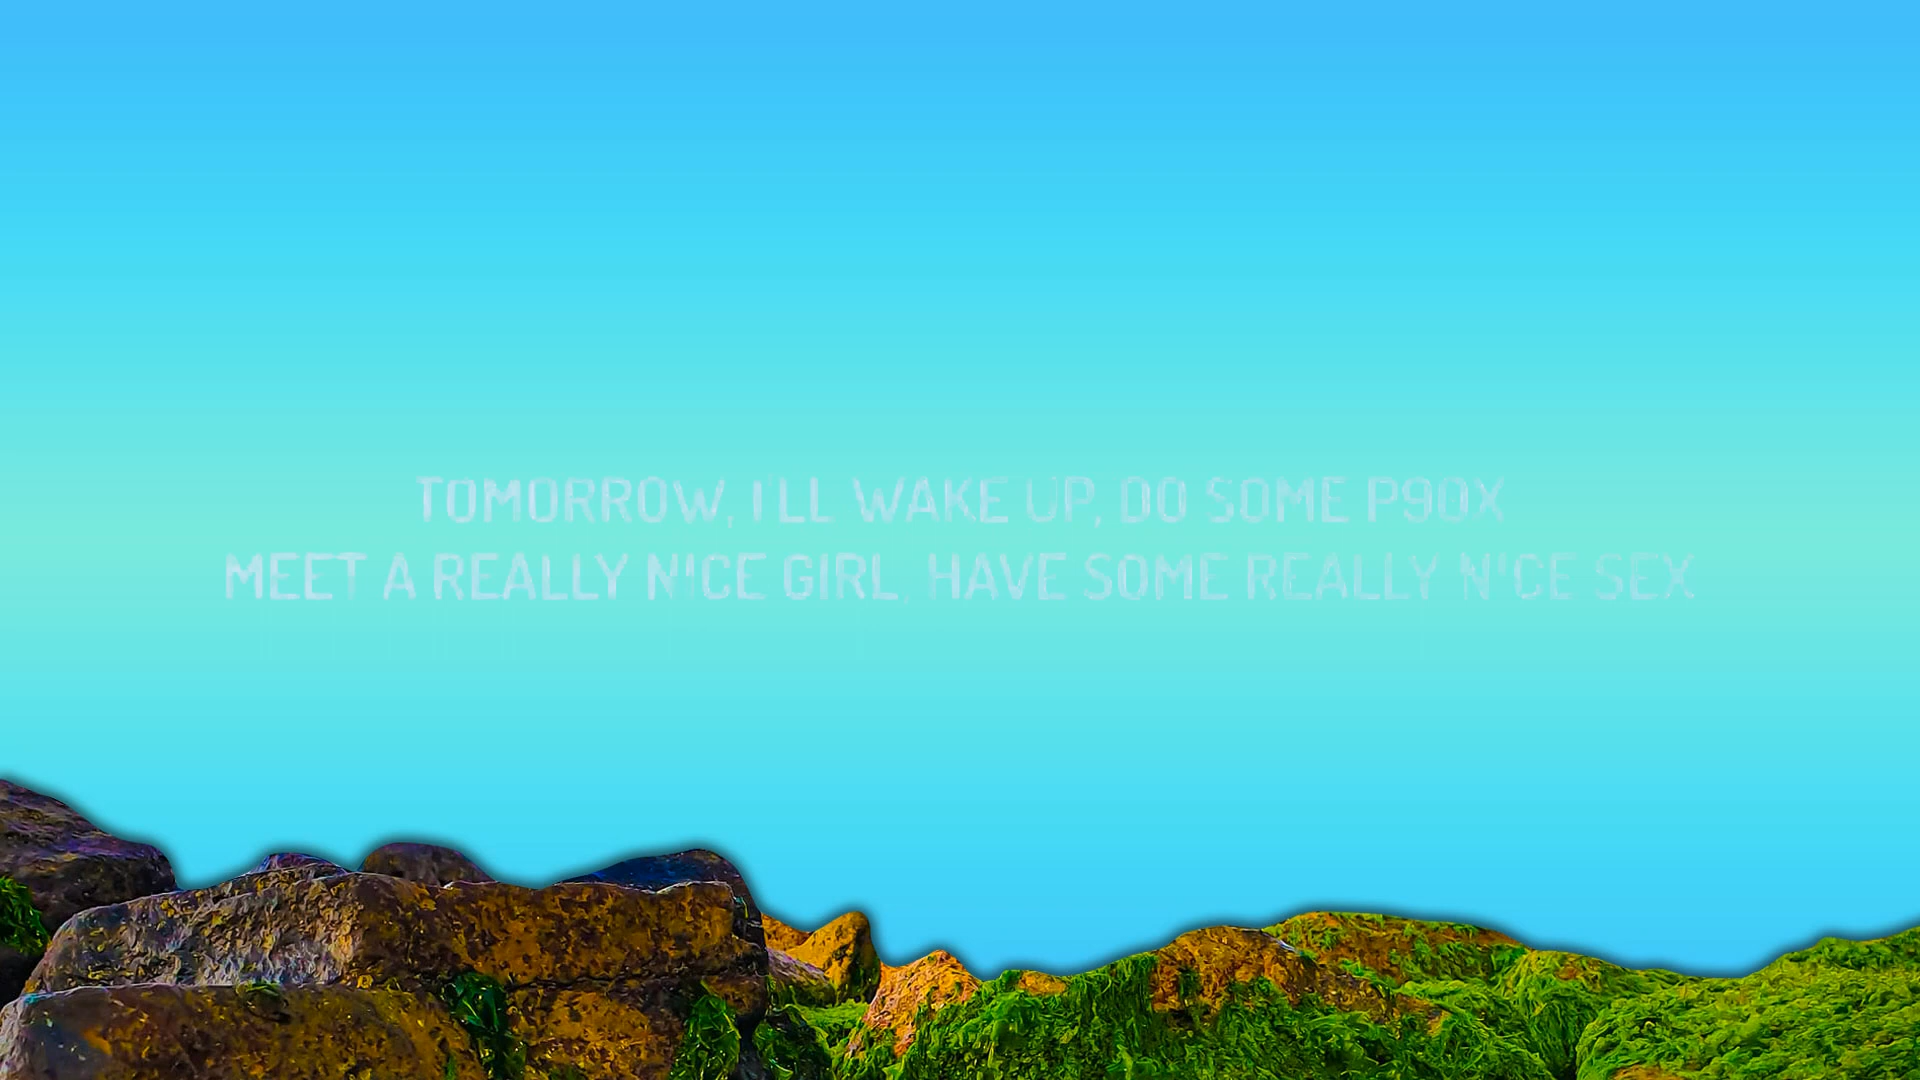 TOMORROW, I'LL WAKE UP, DO SOME P90X
MEET A REALLY NICE GIRL, HAVE SOME REALLY NICE SEX